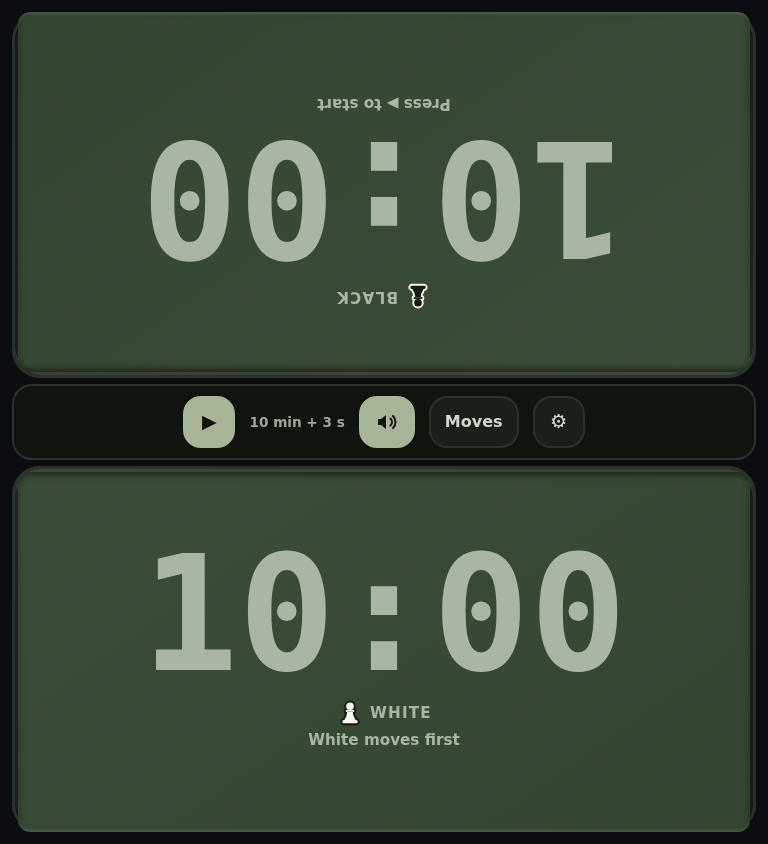 Press ▶ to start
10:00
BLACK
▶ 10 min + 3 s Moves
10:00
WHITE
White moves first